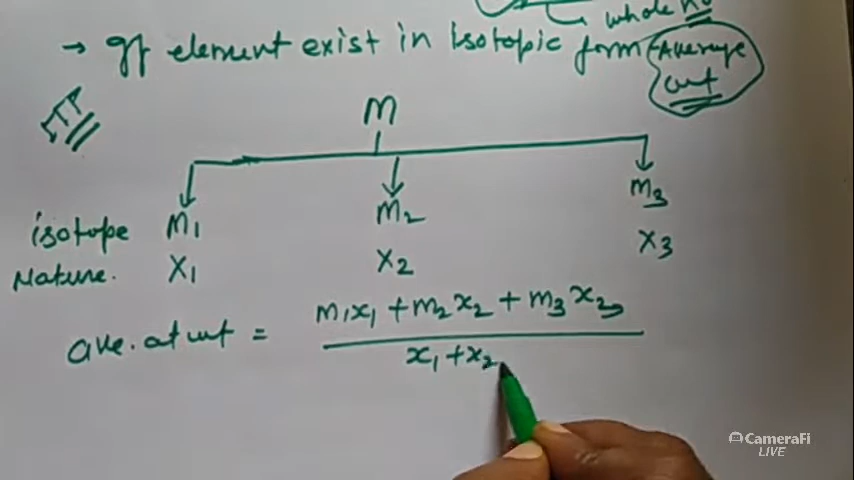 whole no
→ If element exist in isotopic form Average
wt
M
isotope M1 M2 M3
Nature. X1 X2 X3
ave. at wt = m1x1 + m2x2 + m3x3
x1 + x2
CameraFi
LIVE